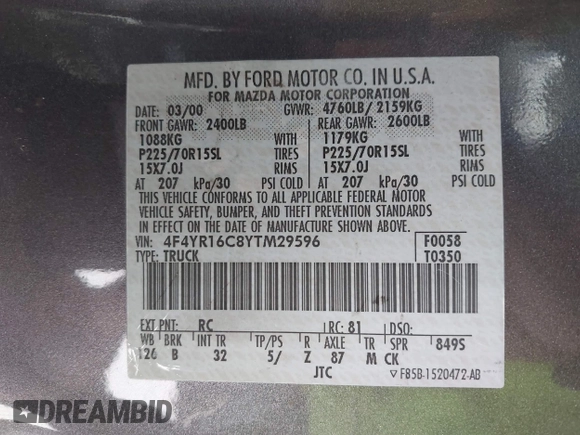 MFD. BY FORD MOTOR CO. IN U.S.A.
FOR MAZDA MOTOR CORPORATION
DATE: 03/00 GVWR: 4760LB/ 2159KG
FRONT GAWR: 2400LB REAR GAWR: 2600LB
1088KG WITH 1179KG WITH
P225/70R15SL TIRES P225/70R15SL TIRES
15X7.0J RIMS 15X7.0J RIMS
AT 207 kPa/30 PSI COLD AT 207 kPa/30 PSI COLD
THIS VEHICLE CONFORMS TO ALL APPLICABLE FEDERAL MOTOR
VEHICLE SAFETY, BUMPER, AND THEFT PREVENTION STANDARDS
IN EFFECT ON THE DATE OF MANUFACTURE SHOWN ABOVE.
VIN: 4F4YR16C8YTM29596 F0058
TYPE: TRUCK T0350
EXT PNT: RC RC: 81 DSO:
WB BRK INT TR TP/PS R AXLE TR SPR 849S
126 B 32 5/ Z 87 M CK
JTC ▽F85B-1520472-AB
DREAMBID